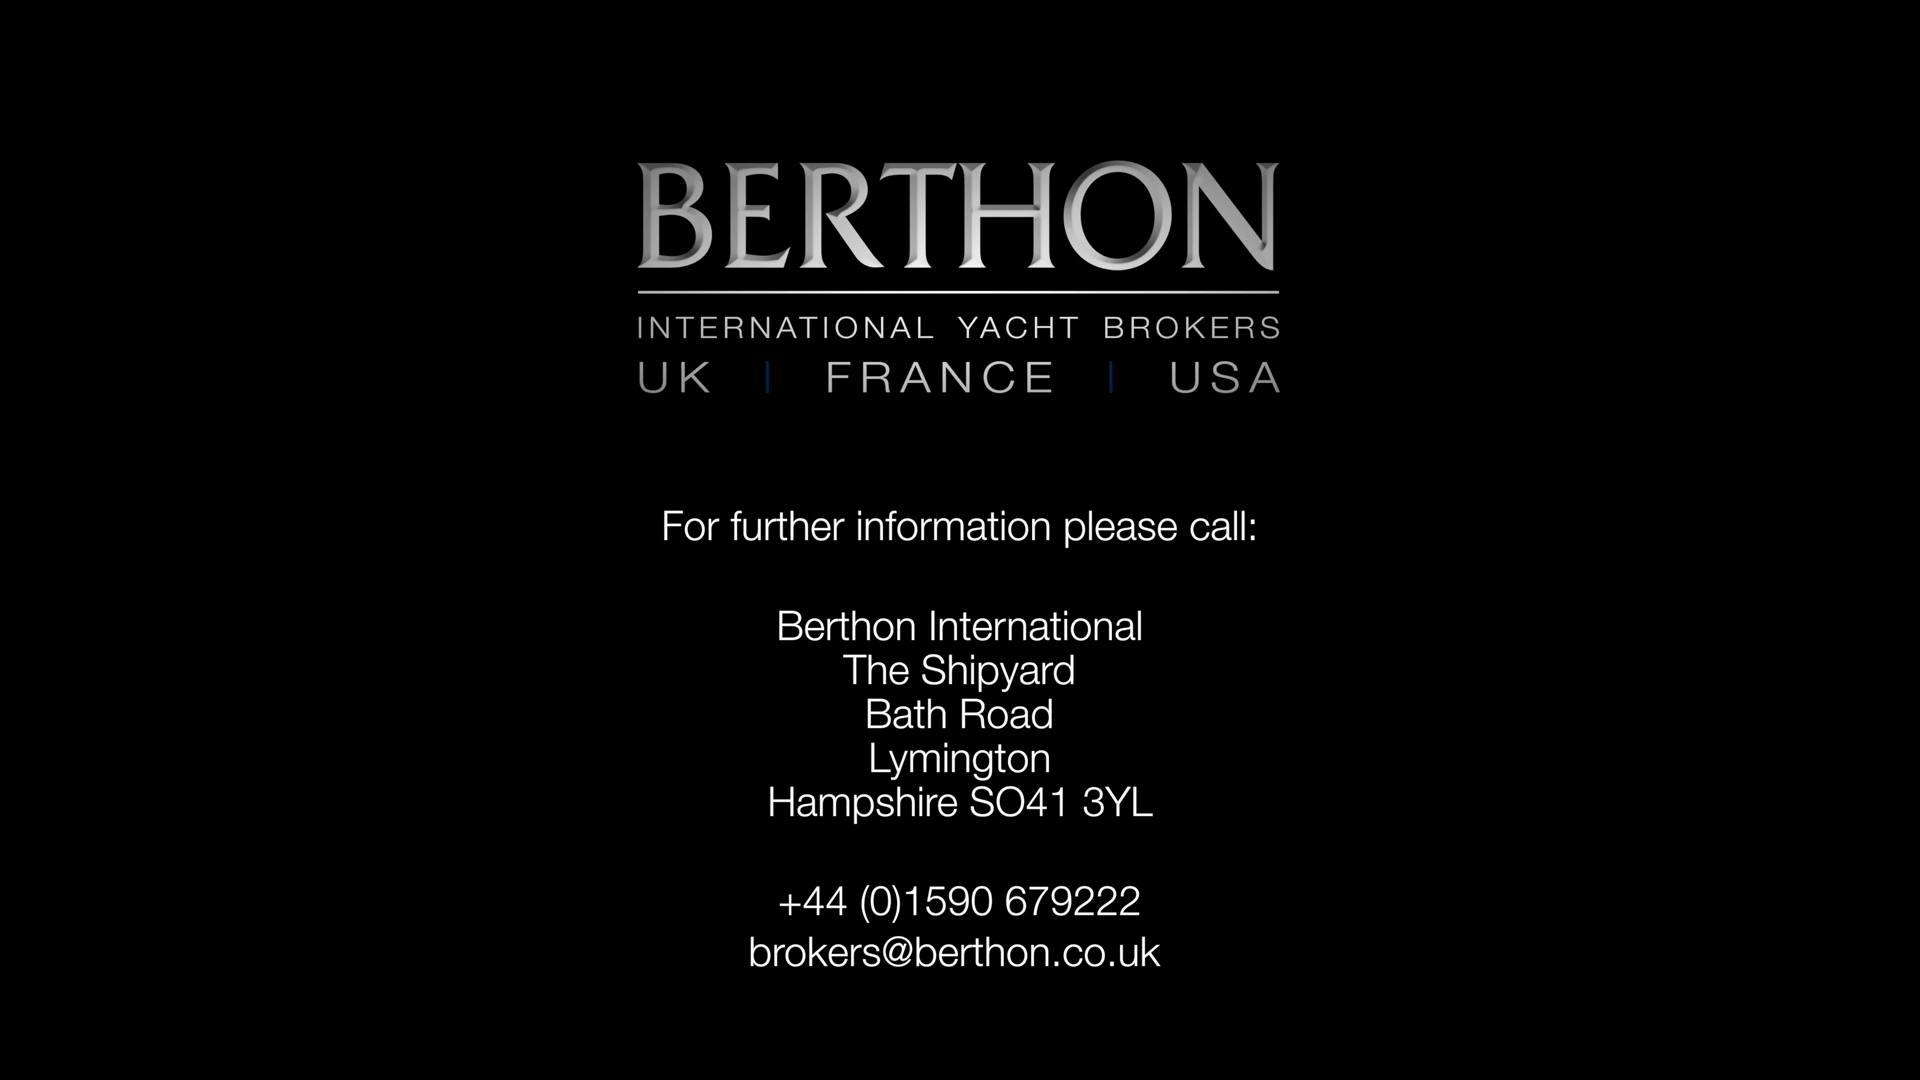 BERTHON
INTERNATIONAL YACHT BROKERS
UK | FRANCE | USA
For further information please call:
Berthon International
The Shipyard
Bath Road
Lymington
Hampshire SO41 3YL
+44 (0)1590 679222
brokers@berthon.co.uk